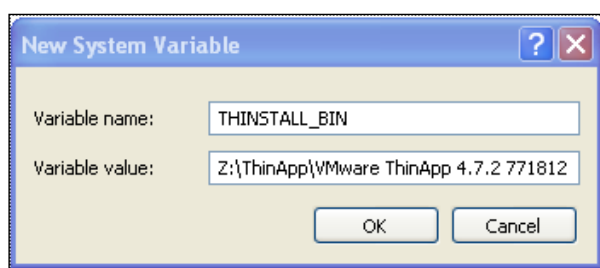 New System Variable
Variable name: THINSTALL_BIN
Variable value: Z:\ThinApp\VMware ThinApp 4.7.2 771812
OK Cancel